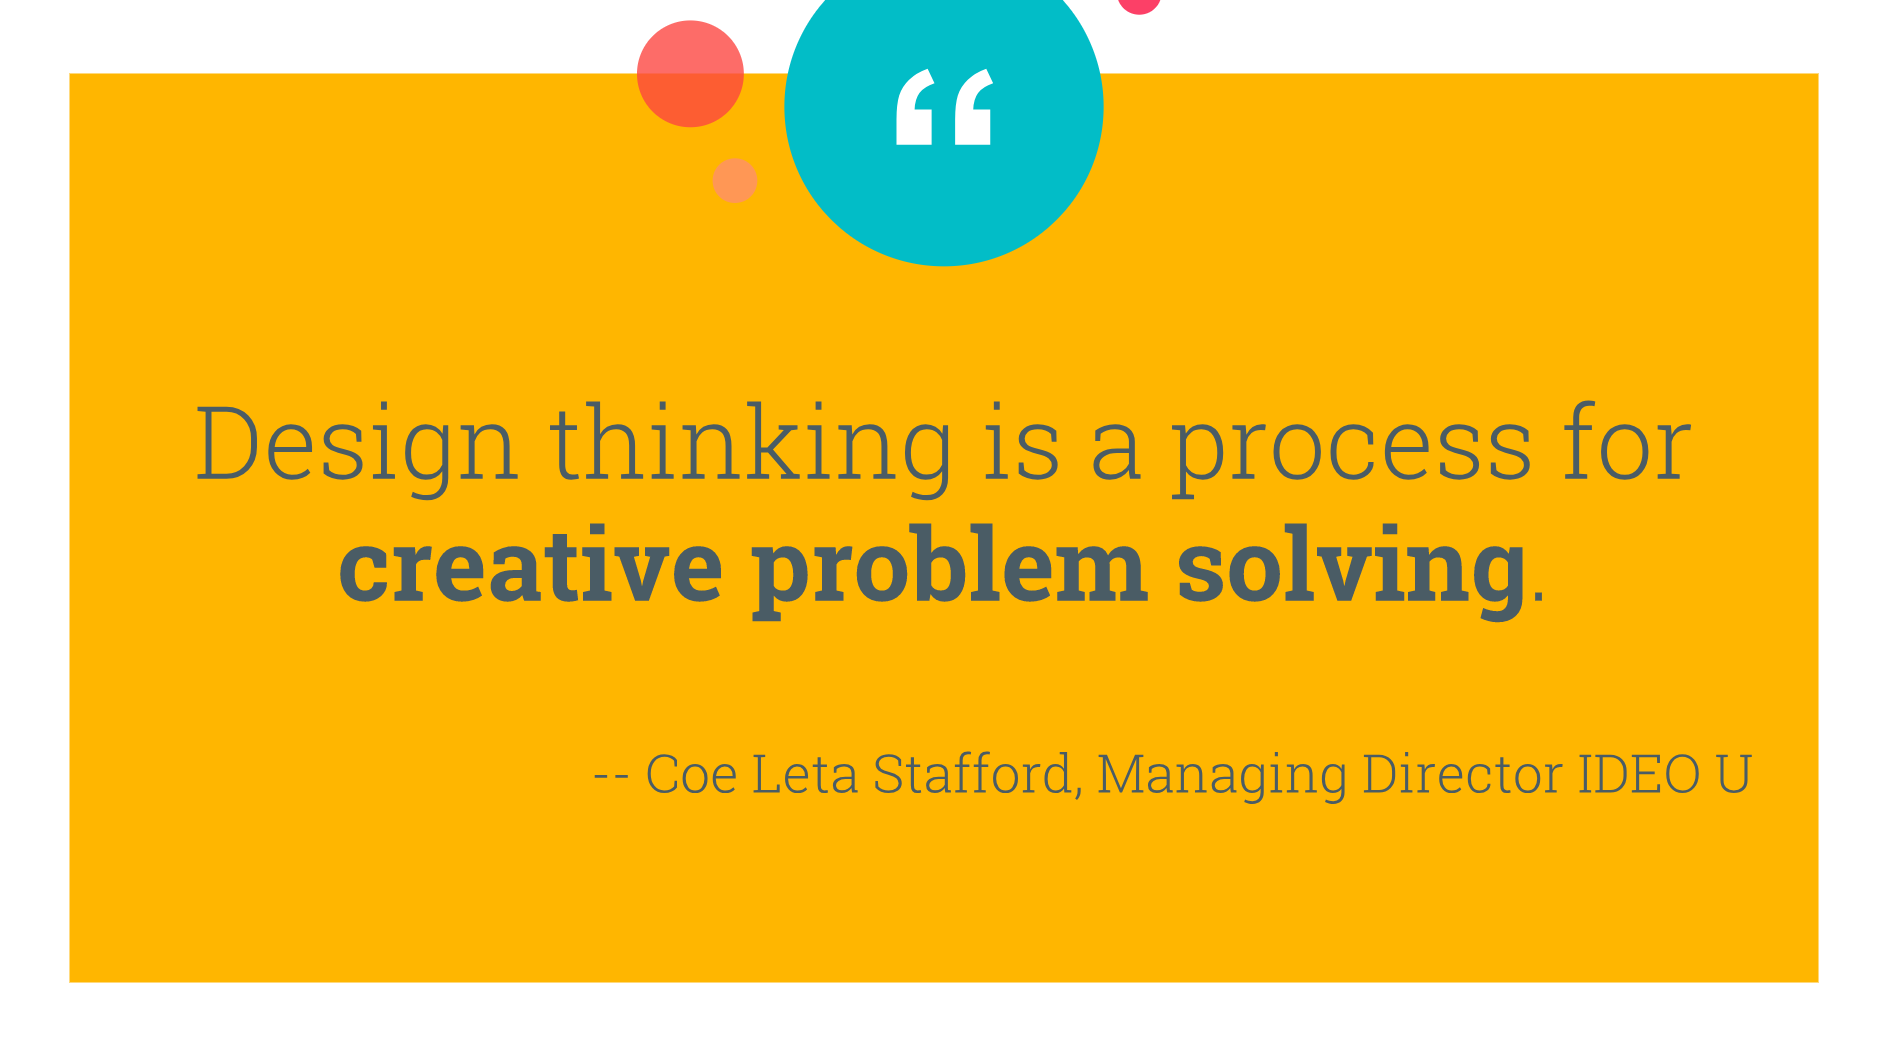 “
Design thinking is a process for
creative problem solving.
-- Coe Leta Stafford, Managing Director IDEO U